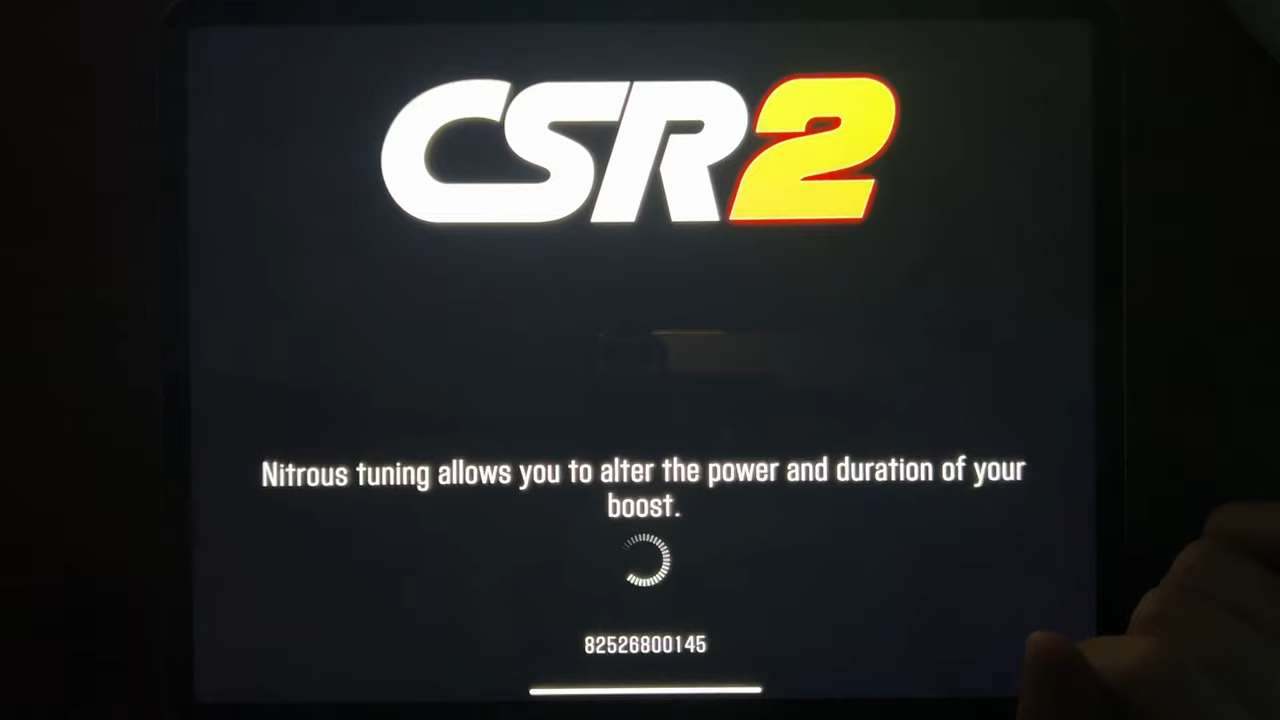 CSR2
Nitrous tuning allows you to alter the power and duration of your
boost.
82526800145